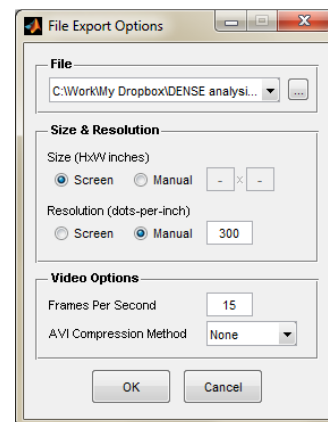 File Export Options
File
C:\Work\My Dropbox\DENSE analysi... ...
Size & Resolution
Size (HxW inches)
Screen Manual - x -
Resolution (dots-per-inch)
Screen Manual 300
Video Options
Frames Per Second 15
AVI Compression Method None
OK Cancel